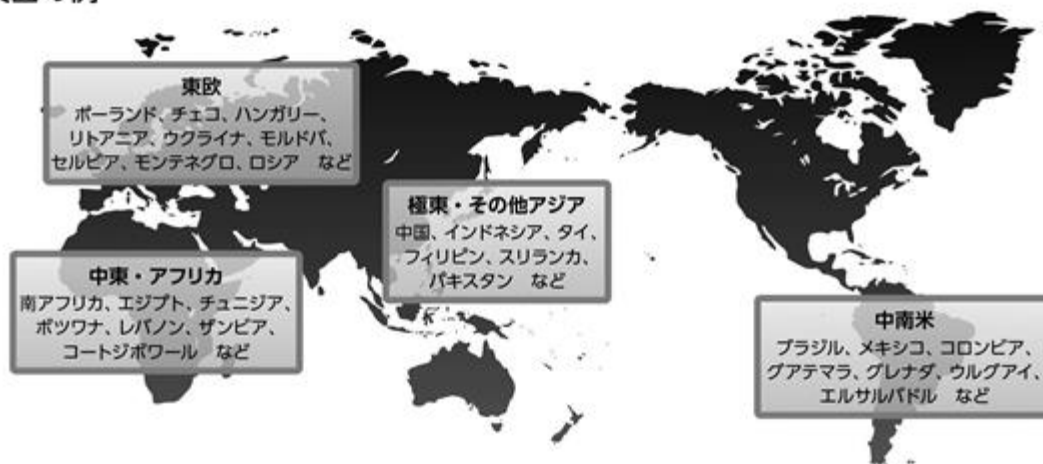 東欧
ポーランド、チェコ、ハンガリー、
リトアニア、ウクライナ、モルドバ、
セルビア、モンテネグロ、ロシア など
極東・その他アジア
中国、インドネシア、タイ、
フィリピン、スリランカ、
パキスタン など
中東・アフリカ
南アフリカ、エジプト、チュニジア、
ボツワナ、レバノン、ザンビア、
コートジボワール など
中南米
ブラジル、メキシコ、コロンビア、
グアテマラ、グレナダ、ウルグアイ、
エルサルバドル など